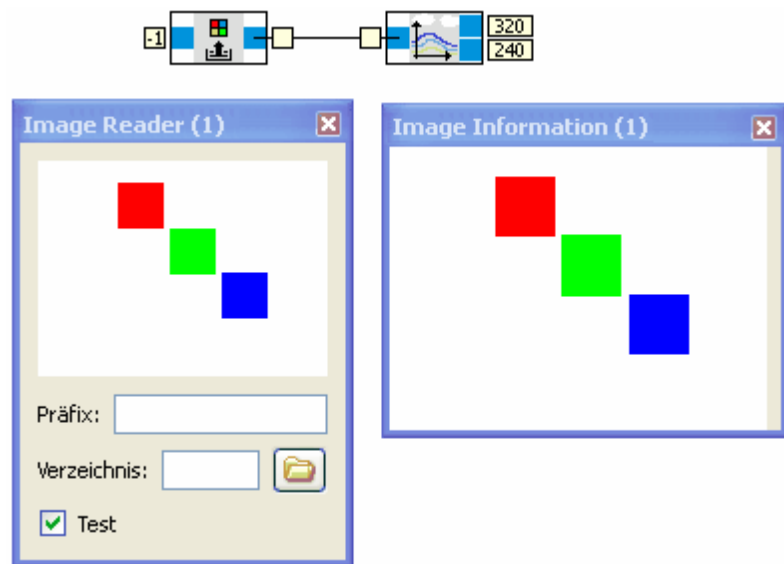 -1
320
240
Image Reader (1)
Präfix:
Verzeichnis:
Test
Image Information (1)